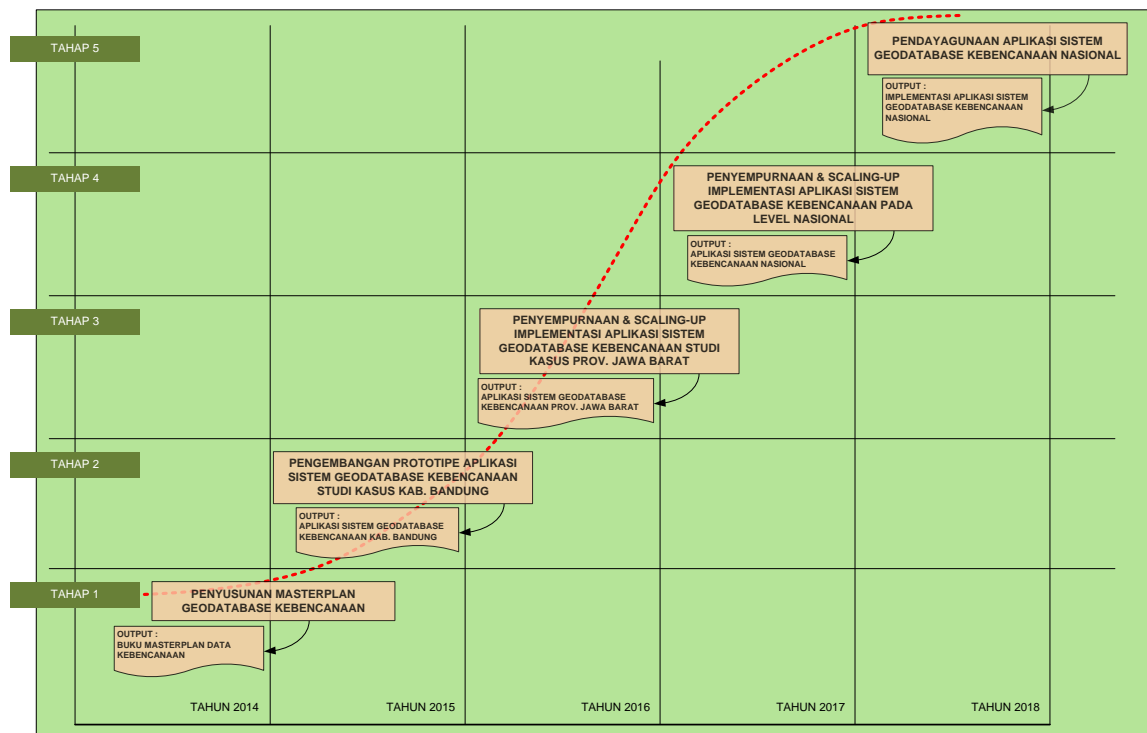 TAHAP 5
PENDAYAGUNAAN APLIKASI SISTEM
GEODATABASE KEBENCANAAN NASIONAL
OUTPUT :
IMPLEMENTASI APLIKASI SISTEM
GEODATABASE KEBENCANAAN
NASIONAL
TAHAP 4
PENYEMPURNAAN & SCALING-UP
IMPLEMENTASI APLIKASI SISTEM
GEODATABASE KEBENCANAAN PADA
LEVEL NASIONAL
OUTPUT :
APLIKASI SISTEM GEODATABASE
KEBENCANAAN NASIONAL
TAHAP 3
PENYEMPURNAAN & SCALING-UP
IMPLEMENTASI APLIKASI SISTEM
GEODATABASE KEBENCANAAN STUDI
KASUS PROV. JAWA BARAT
OUTPUT :
APLIKASI SISTEM GEODATABASE
KEBENCANAAN PROV. JAWA BARAT
TAHAP 2
PENGEMBANGAN PROTOTIPE APLIKASI
SISTEM GEODATABASE KEBENCANAAN
STUDI KASUS KAB. BANDUNG
OUTPUT :
APLIKASI SISTEM GEODATABASE
KEBENCANAAN KAB. BANDUNG
TAHAP 1
PENYUSUNAN MASTERPLAN
GEODATABASE KEBENCANAAN
OUTPUT :
BUKU MASTERPLAN DATA
KEBENCANAAN
TAHUN 2014
TAHUN 2015
TAHUN 2016
TAHUN 2017
TAHUN 2018